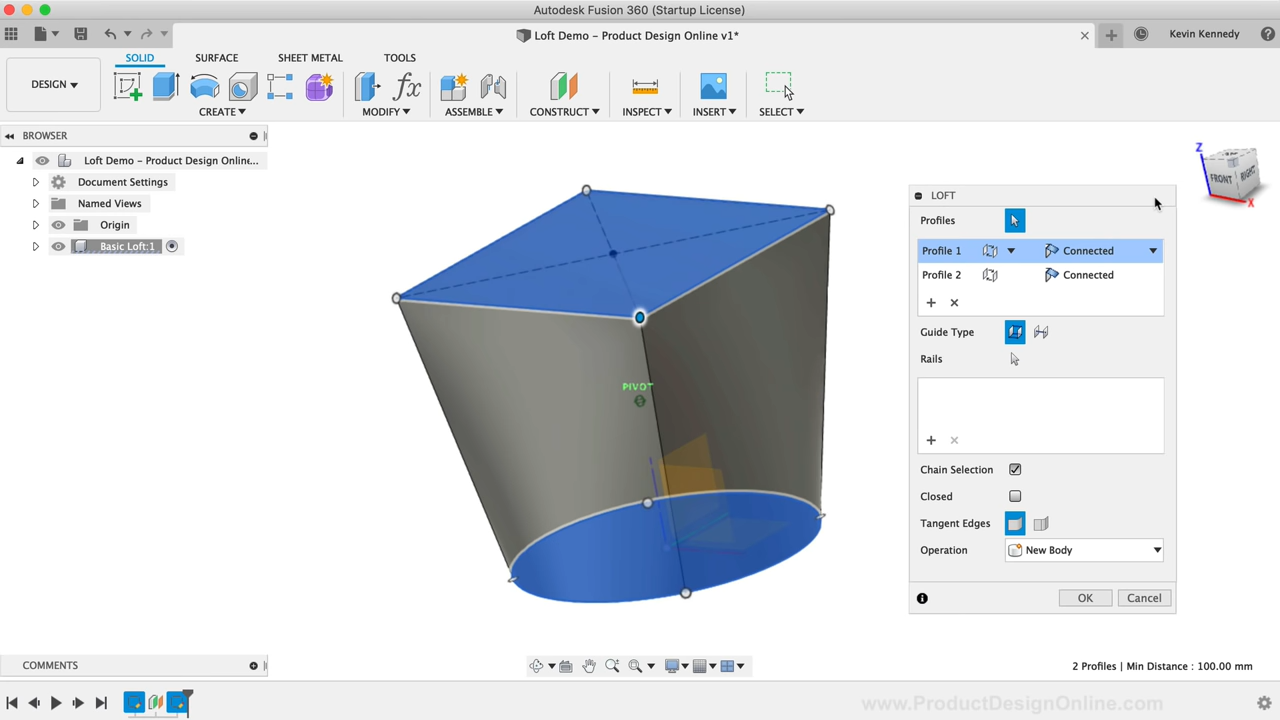 Autodesk Fusion 360 (Startup License)
Loft Demo – Product Design Online v1*
Kevin Kennedy
DESIGN
SOLID SURFACE SHEET METAL TOOLS
CREATE MODIFY ASSEMBLE CONSTRUCT INSPECT INSERT SELECT
BROWSER
Loft Demo – Product Design Online...
Document Settings
Named Views
Origin
Basic Loft:1
PIVOT
Z
FRONT RIGHT
X
LOFT
Profiles
Profile 1 Connected
Profile 2 Connected
Guide Type
Rails
Chain Selection
Closed
Tangent Edges
Operation New Body
OK Cancel
COMMENTS
2 Profiles | Min Distance : 100.00 mm
www.ProductDesignOnline.com